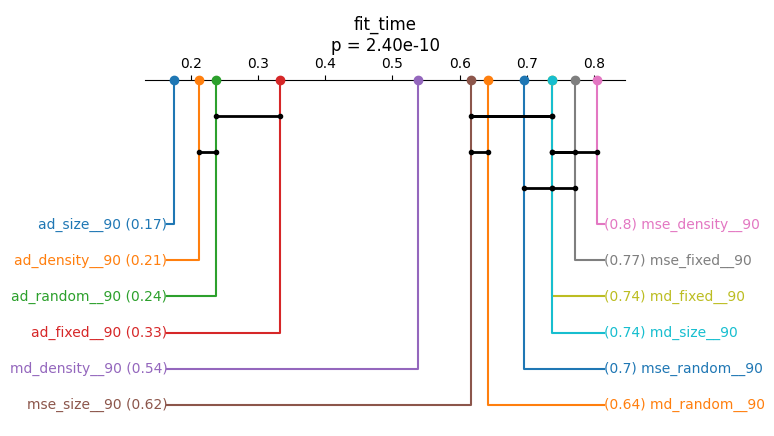 fit_time
p = 2.40e-10
0.2 0.3 0.4 0.5 0.6 0.7 0.8
ad_size__90 (0.17)
(0.8) mse_density__90
ad_density__90 (0.21)
(0.77) mse_fixed__90
ad_random__90 (0.24)
(0.74) md_fixed__90
ad_fixed__90 (0.33)
(0.74) md_size__90
md_density__90 (0.54)
(0.7) mse_random__90
mse_size__90 (0.62)
(0.64) md_random__90